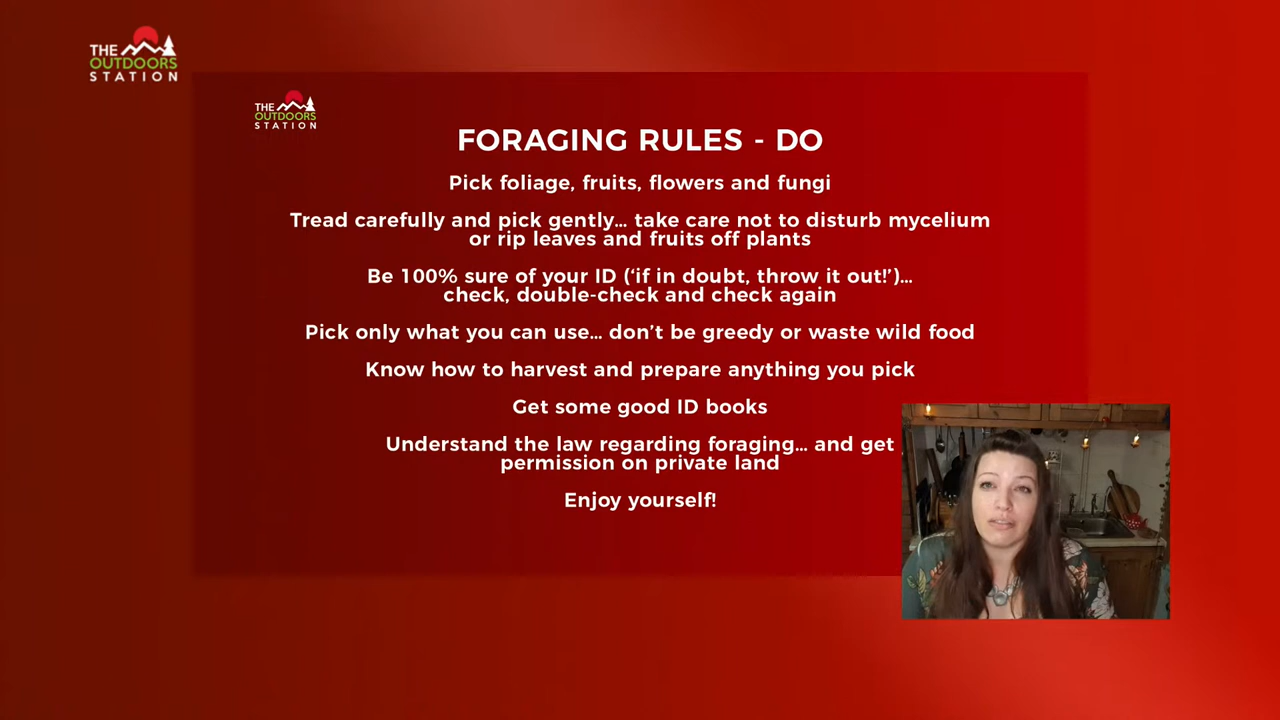 THE
OUTDOORS
STATION
THE
OUTDOORS
STATION
FORAGING RULES - DO
Pick foliage, fruits, flowers and fungi
Tread carefully and pick gently... take care not to disturb mycelium
or rip leaves and fruits off plants
Be 100% sure of your ID (‘if in doubt, throw it out!’)...
check, double-check and check again
Pick only what you can use... don’t be greedy or waste wild food
Know how to harvest and prepare anything you pick
Get some good ID books
Understand the law regarding foraging... and get
permission on private land
Enjoy yourself!